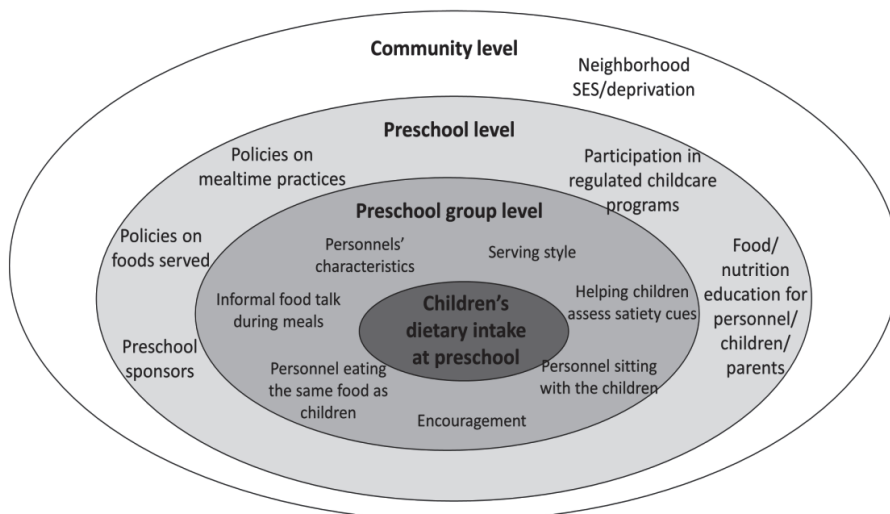 Community level
Neighborhood
SES/deprivation
Preschool level
Policies on
mealtime practices
Participation in
regulated childcare
programs
Policies on
foods served
Food/
nutrition
education for
personnel/
children/
parents
Preschool
sponsors
Preschool group level
Personnels'
characteristics
Serving style
Informal food talk
during meals
Helping children
assess satiety cues
Children's
dietary intake
at preschool
Personnel eating
the same food as
children
Personnel sitting
with the children
Encouragement